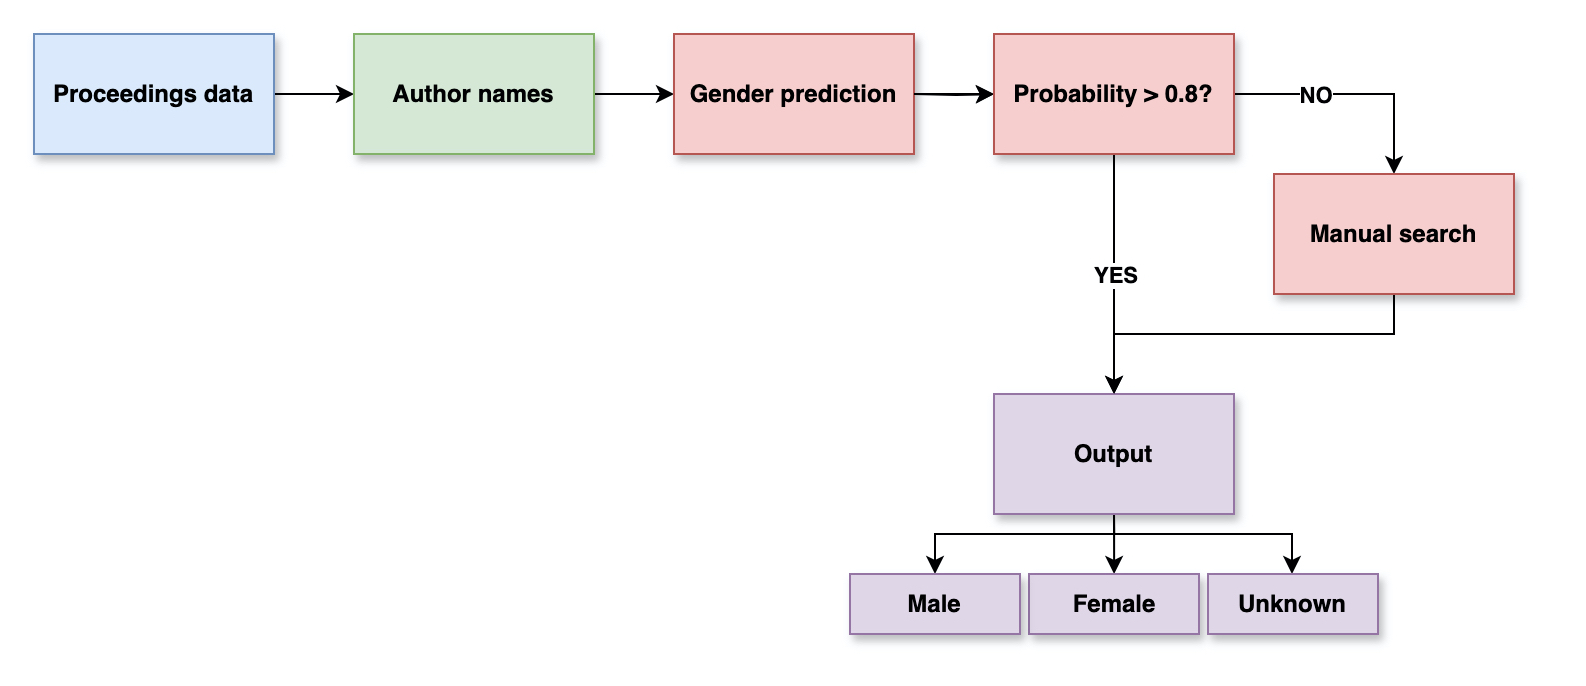 Proceedings data
Author names
Gender prediction
Probability > 0.8?
NO
Manual search
YES
Output
Male
Female
Unknown